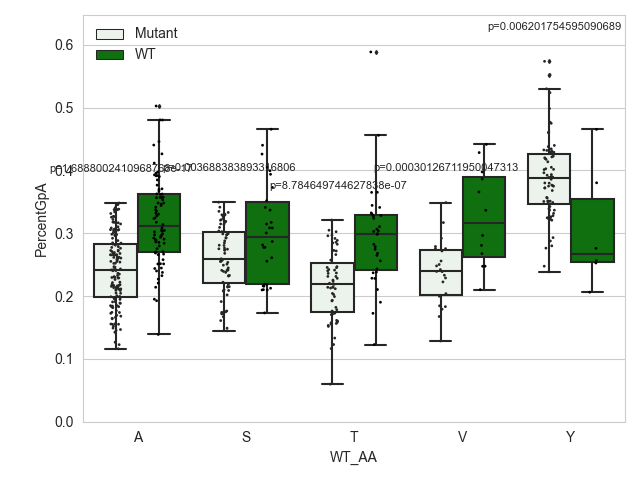 p=0.006201754595090689
Mutant
WT
0.6
0.5
0.4
0.3
0.2
0.1
0.0
p=8.784649744627838e-07
p=0.00030126711950047313
PercentGpA
A S T V Y
WT_AA